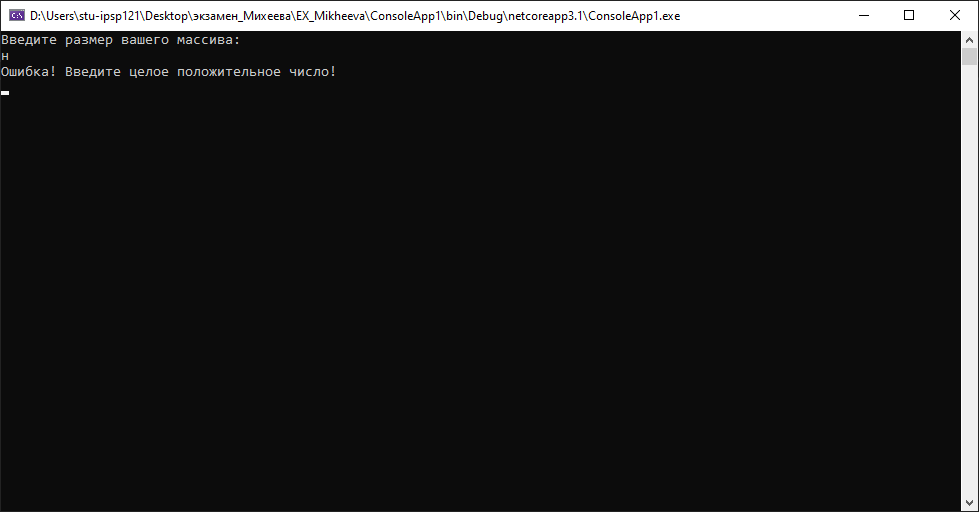 D:\Users\stu-ipsp121\Desktop\экзамен_Михеева\EX_Mikheeva\ConsoleApp1\bin\Debug\netcoreapp3.1\ConsoleApp1.exe
Введите размер вашего массива:
н
Ошибка! Введите целое положительное число!